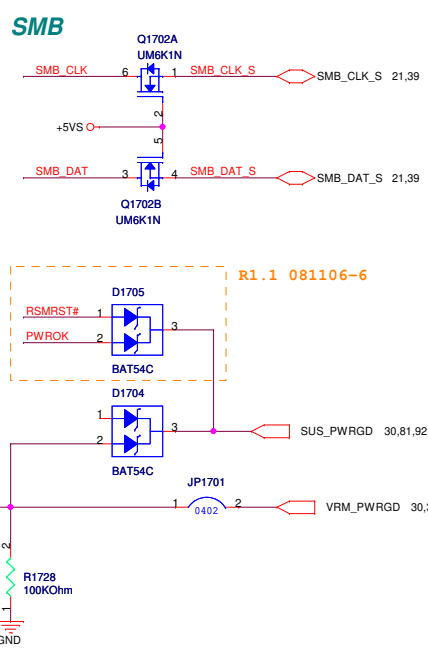 SMB
Q1702A
UM6K1N
SMB_CLK 6 1 SMB_CLK_S SMB_CLK_S 21,39
2
+5VS
5
SMB_DAT 3 4 SMB_DAT_S SMB_DAT_S 21,39
Q1702B
UM6K1N
R1.1 081106-6
D1705
RSMRST# 1
3
PWROK 2
BAT54C
D1704
1
3 SUS_PWRGD 30,81,92
2
BAT54C
JP1701
1 0402 2 VRM_PWRGD 30,
2
R1728
100KOhm
1
GND